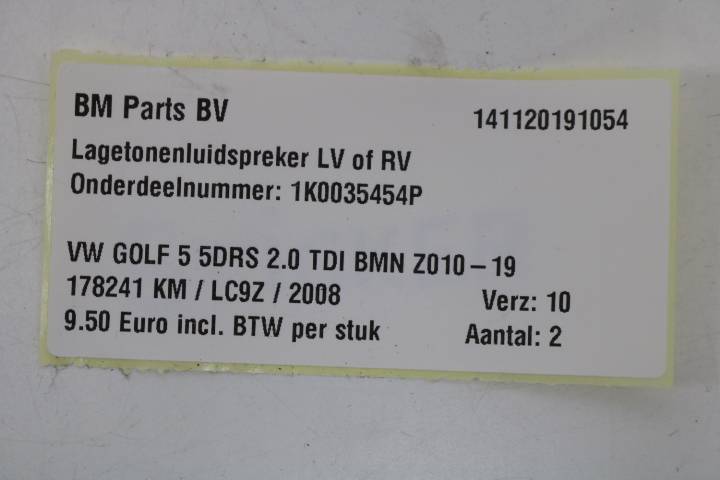 BM Parts BV 141120191054
Lagetonenluidspreker LV of RV
Onderdeelnummer: 1K0035454P
VW GOLF 5 5DRS 2.0 TDI BMN Z010-19
178241 KM / LC9Z / 2008 Verz: 10
9.50 Euro incl. BTW per stuk Aantal: 2